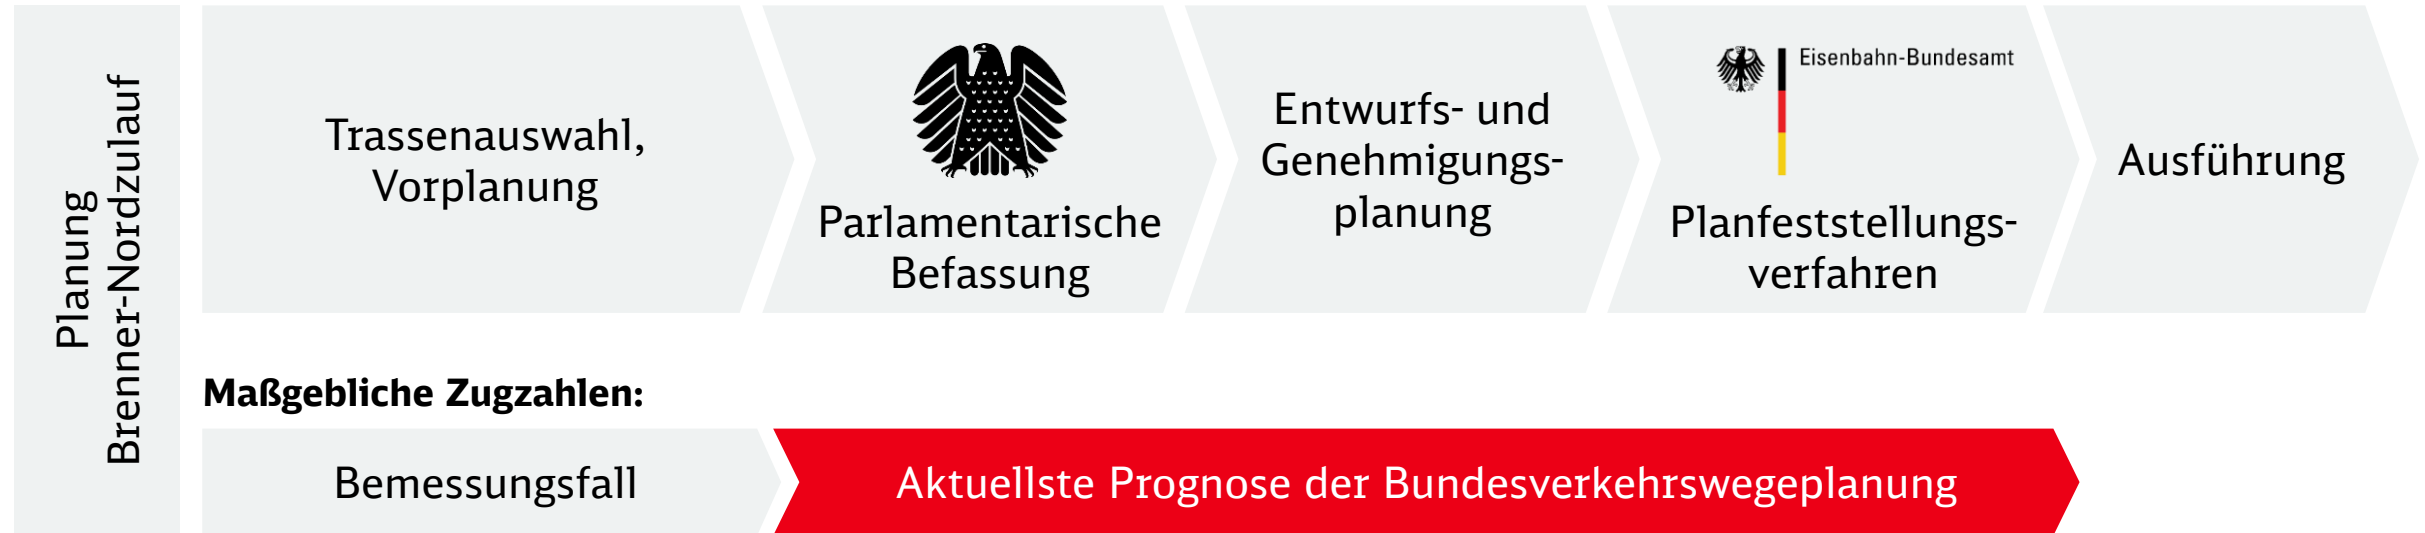 Planung
Brenner-Nordzulauf
Trassenauswahl,
Vorplanung
Parlamentarische
Befassung
Entwurfs- und
Genehmigungs-
planung
Eisenbahn-Bundesamt
Planfeststellungs-
verfahren
Ausführung
Maßgebliche Zugzahlen:
Bemessungsfall
Aktuellste Prognose der Bundesverkehrswegeplanung